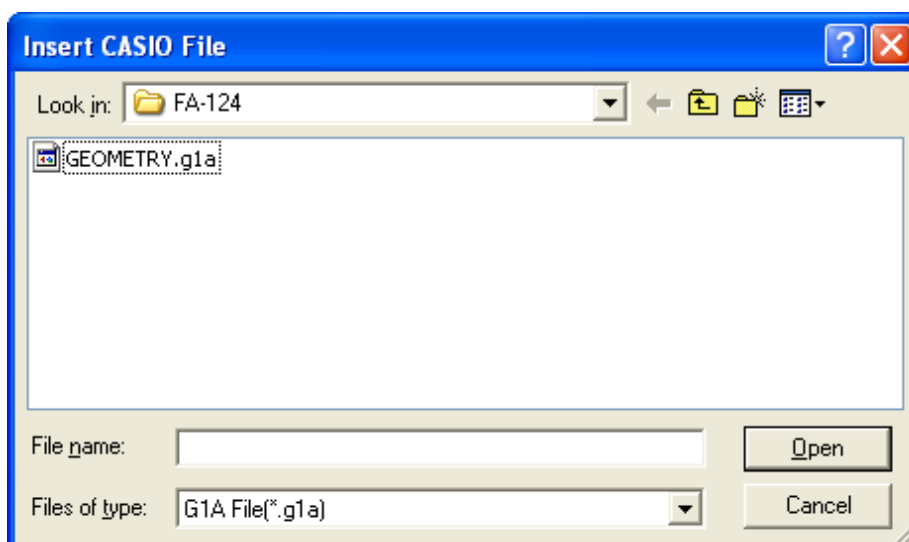 Insert CASIO File
Look in: FA-124
GEOMETRY.g1a
File name: Open
Files of type: G1A File(*.g1a) Cancel